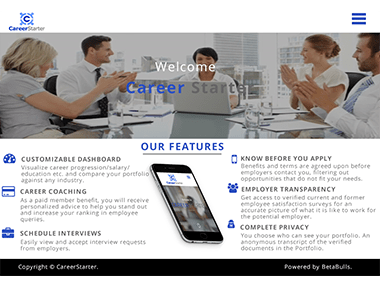 CareerStarter
Welcome
Career Starter
OUR FEATURES
CUSTOMIZABLE DASHBOARD
Visualize career progression/salary/
education etc. and compare your portfolio
against any industry.
CAREER COACHING
As a paid member benefit, you will receive
personalized advice to help you stand out
and increase your ranking in employee
queries.
SCHEDULE INTERVIEWS
Easily view and accept interview requests
from employers.
KNOW BEFORE YOU APPLY
Benefits and terms are agreed upon before
employers contact you, filtering out
opportunities that do not fit your needs.
EMPLOYER TRANSPARENCY
Get access to verified current and former
employee satisfaction surveys for an
accurate picture of what it is like to work for
the potential employer.
COMPLETE PRIVACY
You choose who can see your portfolio. An
anonymous transcript of the verified
documents in the Portfolio.
Copyright © CareerStarter.
Powered by BetaBulls.